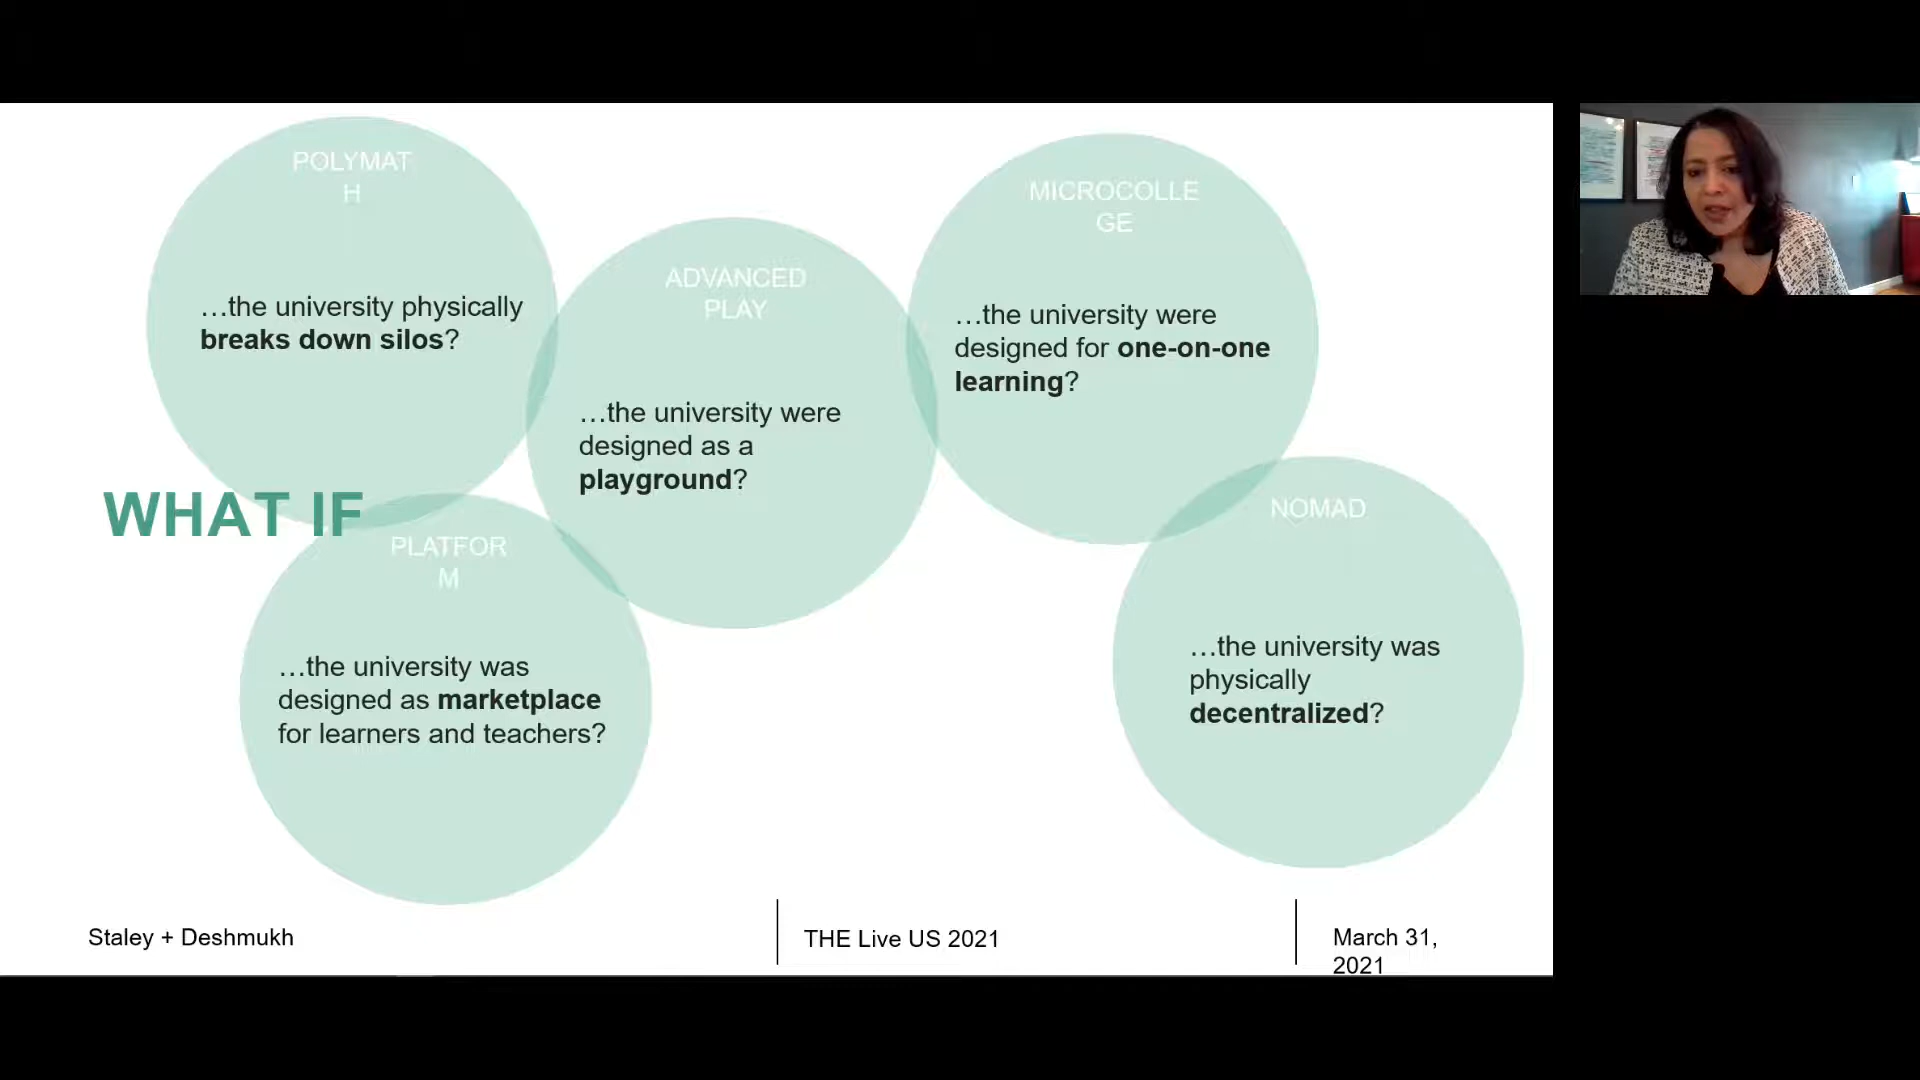 POLYMAT
H
…the university physically
breaks down silos?
ADVANCED
PLAY
…the university were
designed as a
playground?
MICROCOLLE
GE
…the university were
designed for one-on-one
learning?
WHAT IF
PLATFOR
M
…the university was
designed as marketplace
for learners and teachers?
NOMAD
…the university was
physically
decentralized?
Staley + Deshmukh
THE Live US 2021
March 31,
2021